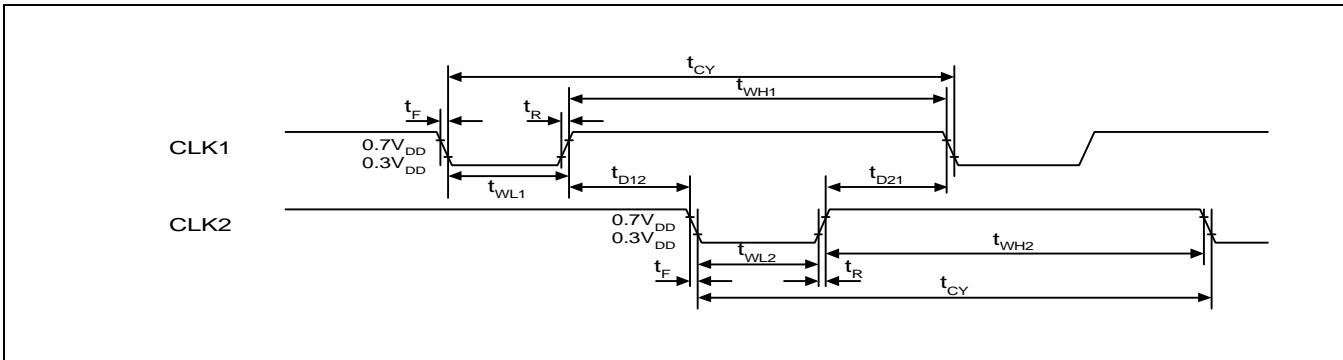 tCY
tWH1
tF
tR
CLK1
0.7VDD
0.3VDD
tWL1
tD12
tD21
CLK2
0.7VDD
0.3VDD
tWL2
tWH2
tF
tR
tCY